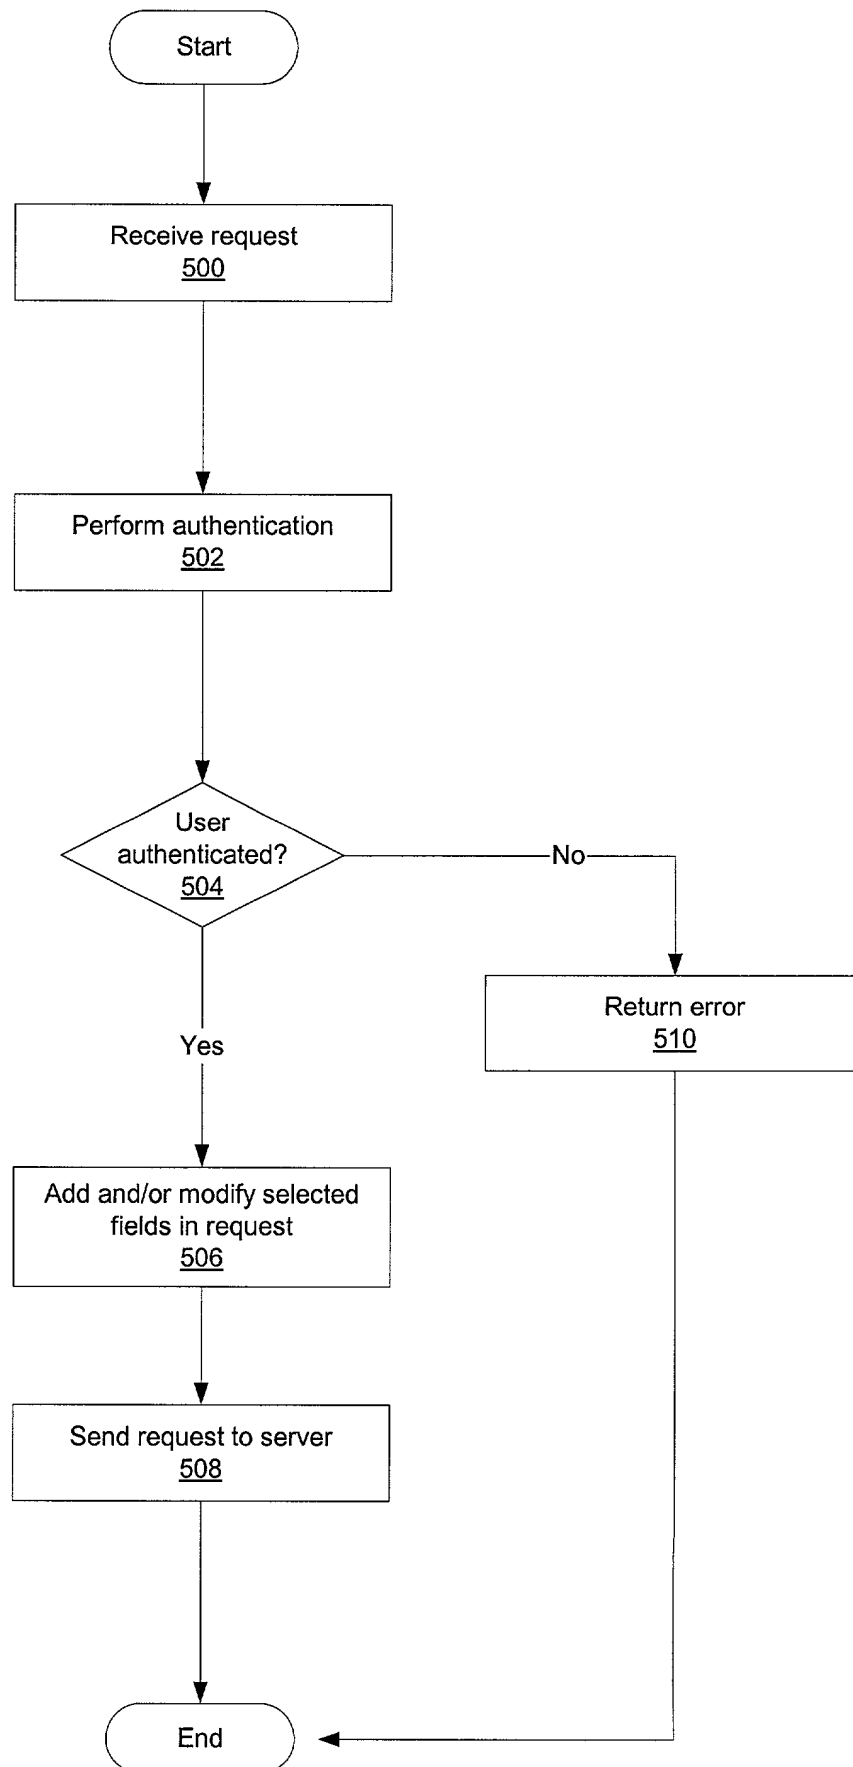 Start
Receive request
500
Perform authentication
502
User
authenticated?
504
No
Return error
510
Yes
Add and/or modify selected
fields in request
506
Send request to server
508
End